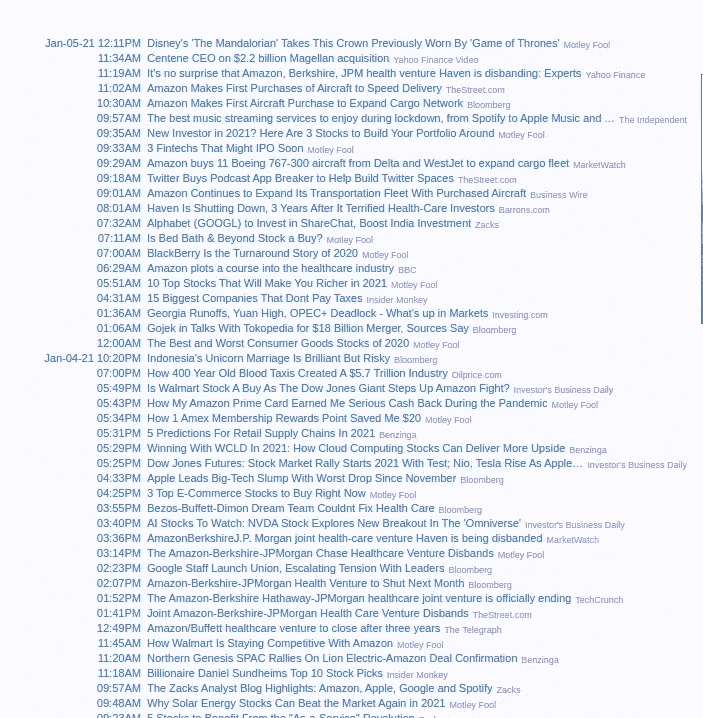 Jan-05-21 12:11PM Disney's 'The Mandalorian' Takes This Crown Previously Worn By 'Game of Thrones' Motley Fool
11:34AM Centene CEO on $2.2 billion Magellan acquisition Yahoo Finance Video
11:19AM It's no surprise that Amazon, Berkshire, JPM health venture Haven is disbanding: Experts Yahoo Finance
11:02AM Amazon Makes First Purchases of Aircraft to Speed Delivery TheStreet.com
10:30AM Amazon Makes First Aircraft Purchase to Expand Cargo Network Bloomberg
09:57AM The best music streaming services to enjoy during lockdown, from Spotify to Apple Music and ... The Independent
09:35AM New Investor in 2021? Here Are 3 Stocks to Build Your Portfolio Around Motley Fool
09:33AM 3 Fintechs That Might IPO Soon Motley Fool
09:29AM Amazon buys 11 Boeing 767-300 aircraft from Delta and WestJet to expand cargo fleet MarketWatch
09:18AM Twitter Buys Podcast App Breaker to Help Build Twitter Spaces TheStreet.com
09:01AM Amazon Continues to Expand Its Transportation Fleet With Purchased Aircraft Business Wire
08:01AM Haven Is Shutting Down, 3 Years After It Terrified Health-Care Investors Barrons.com
07:32AM Alphabet (GOOGL) to Invest in ShareChat, Boost India Investment Zacks
07:11AM Is Bed Bath & Beyond Stock a Buy? Motley Fool
07:00AM BlackBerry Is the Turnaround Story of 2020 Motley Fool
06:29AM Amazon plots a course into the healthcare industry BBC
05:51AM 10 Top Stocks That Will Make You Richer in 2021 Motley Fool
04:31AM 15 Biggest Companies That Dont Pay Taxes Insider Monkey
01:36AM Georgia Runoffs, Yuan High, OPEC+ Deadlock - What's up in Markets Investing.com
01:06AM Gojek in Talks With Tokopedia for $18 Billion Merger, Sources Say Bloomberg
12:00AM The Best and Worst Consumer Goods Stocks of 2020 Motley Fool
Jan-04-21 10:20PM Indonesia's Unicorn Marriage Is Brilliant But Risky Bloomberg
07:00PM How 400 Year Old Blood Taxis Created A $5.7 Trillion Industry Oilprice.com
05:49PM Is Walmart Stock A Buy As The Dow Jones Giant Steps Up Amazon Fight? Investor's Business Daily
05:43PM How My Amazon Prime Card Earned Me Serious Cash Back During the Pandemic Motley Fool
05:34PM How 1 Amex Membership Rewards Point Saved Me $20 Motley Fool
05:31PM 5 Predictions For Retail Supply Chains In 2021 Benzinga
05:29PM Winning With WCLD In 2021: How Cloud Computing Stocks Can Deliver More Upside Benzinga
05:25PM Dow Jones Futures: Stock Market Rally Starts 2021 With Test; Nio, Tesla Rise As Apple... Investor's Business Daily
04:33PM Apple Leads Big-Tech Slump With Worst Drop Since November Bloomberg
04:25PM 3 Top E-Commerce Stocks to Buy Right Now Motley Fool
03:55PM Bezos-Buffett-Dimon Dream Team Couldnt Fix Health Care Bloomberg
03:40PM AI Stocks To Watch: NVDA Stock Explores New Breakout In The 'Omniverse' Investor's Business Daily
03:36PM AmazonBerkshireJ.P. Morgan joint health-care venture Haven is being disbanded MarketWatch
03:14PM The Amazon-Berkshire-JPMorgan Chase Healthcare Venture Disbands Motley Fool
02:23PM Google Staff Launch Union, Escalating Tension With Leaders Bloomberg
02:07PM Amazon-Berkshire-JPMorgan Health Venture to Shut Next Month Bloomberg
01:52PM The Amazon-Berkshire Hathaway-JPMorgan healthcare joint venture is officially ending TechCrunch
01:41PM Joint Amazon-Berkshire-JPMorgan Health Care Venture Disbands TheStreet.com
12:49PM Amazon/Buffett healthcare venture to close after three years The Telegraph
11:45AM How Walmart Is Staying Competitive With Amazon Motley Fool
11:20AM Northern Genesis SPAC Rallies On Lion Electric-Amazon Deal Confirmation Benzinga
11:18AM Billionaire Daniel Sundheims Top 10 Stock Picks Insider Monkey
09:57AM The Zacks Analyst Blog Highlights: Amazon, Apple, Google and Spotify Zacks
09:48AM Why Solar Energy Stocks Can Beat the Market Again in 2021 Motley Fool
09:23AM 5 Stocks to Benefit From the "As-a-Service" Revolution